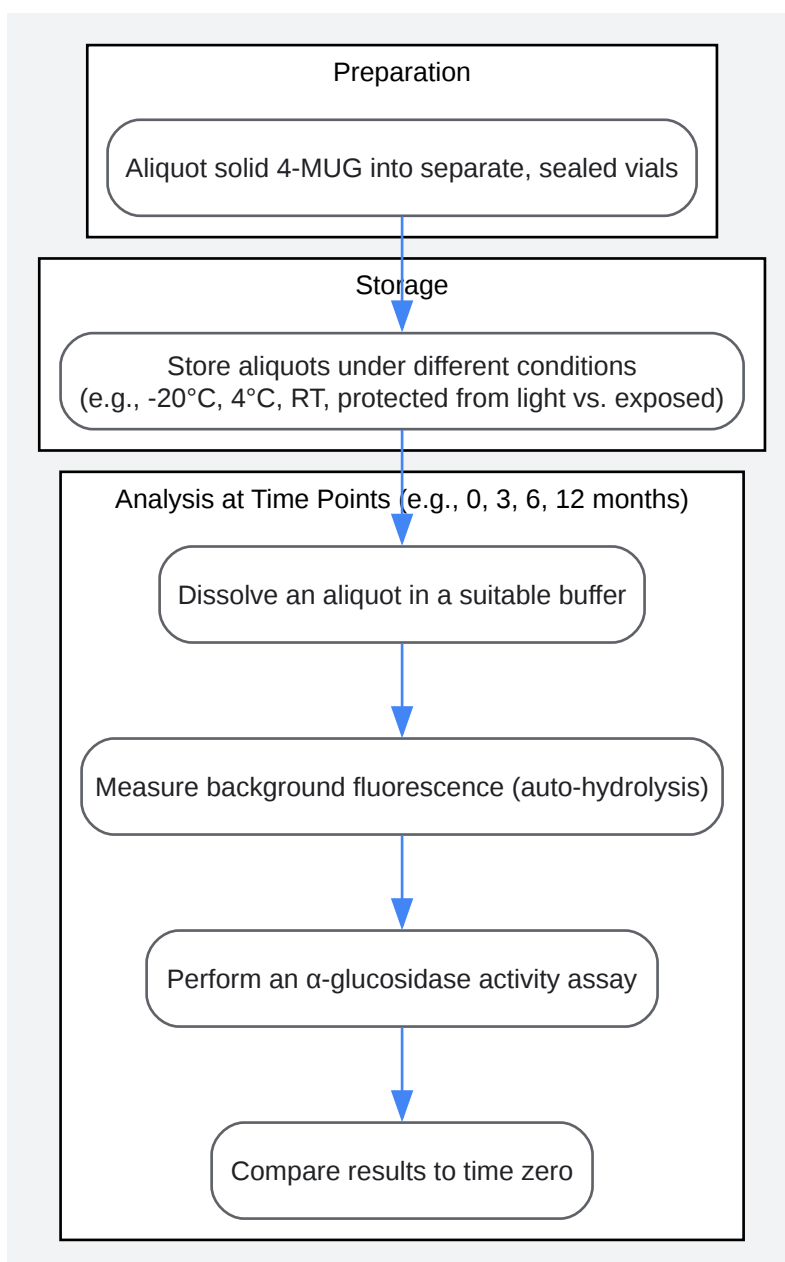 Preparation
Aliquot solid 4-MUG into separate, sealed vials
Storage
Store aliquots under different conditions
(e.g., -20°C, 4°C, RT, protected from light vs. exposed)
Analysis at Time Points (e.g., 0, 3, 6, 12 months)
Dissolve an aliquot in a suitable buffer
Measure background fluorescence (auto-hydrolysis)
Perform an α-glucosidase activity assay
Compare results to time zero